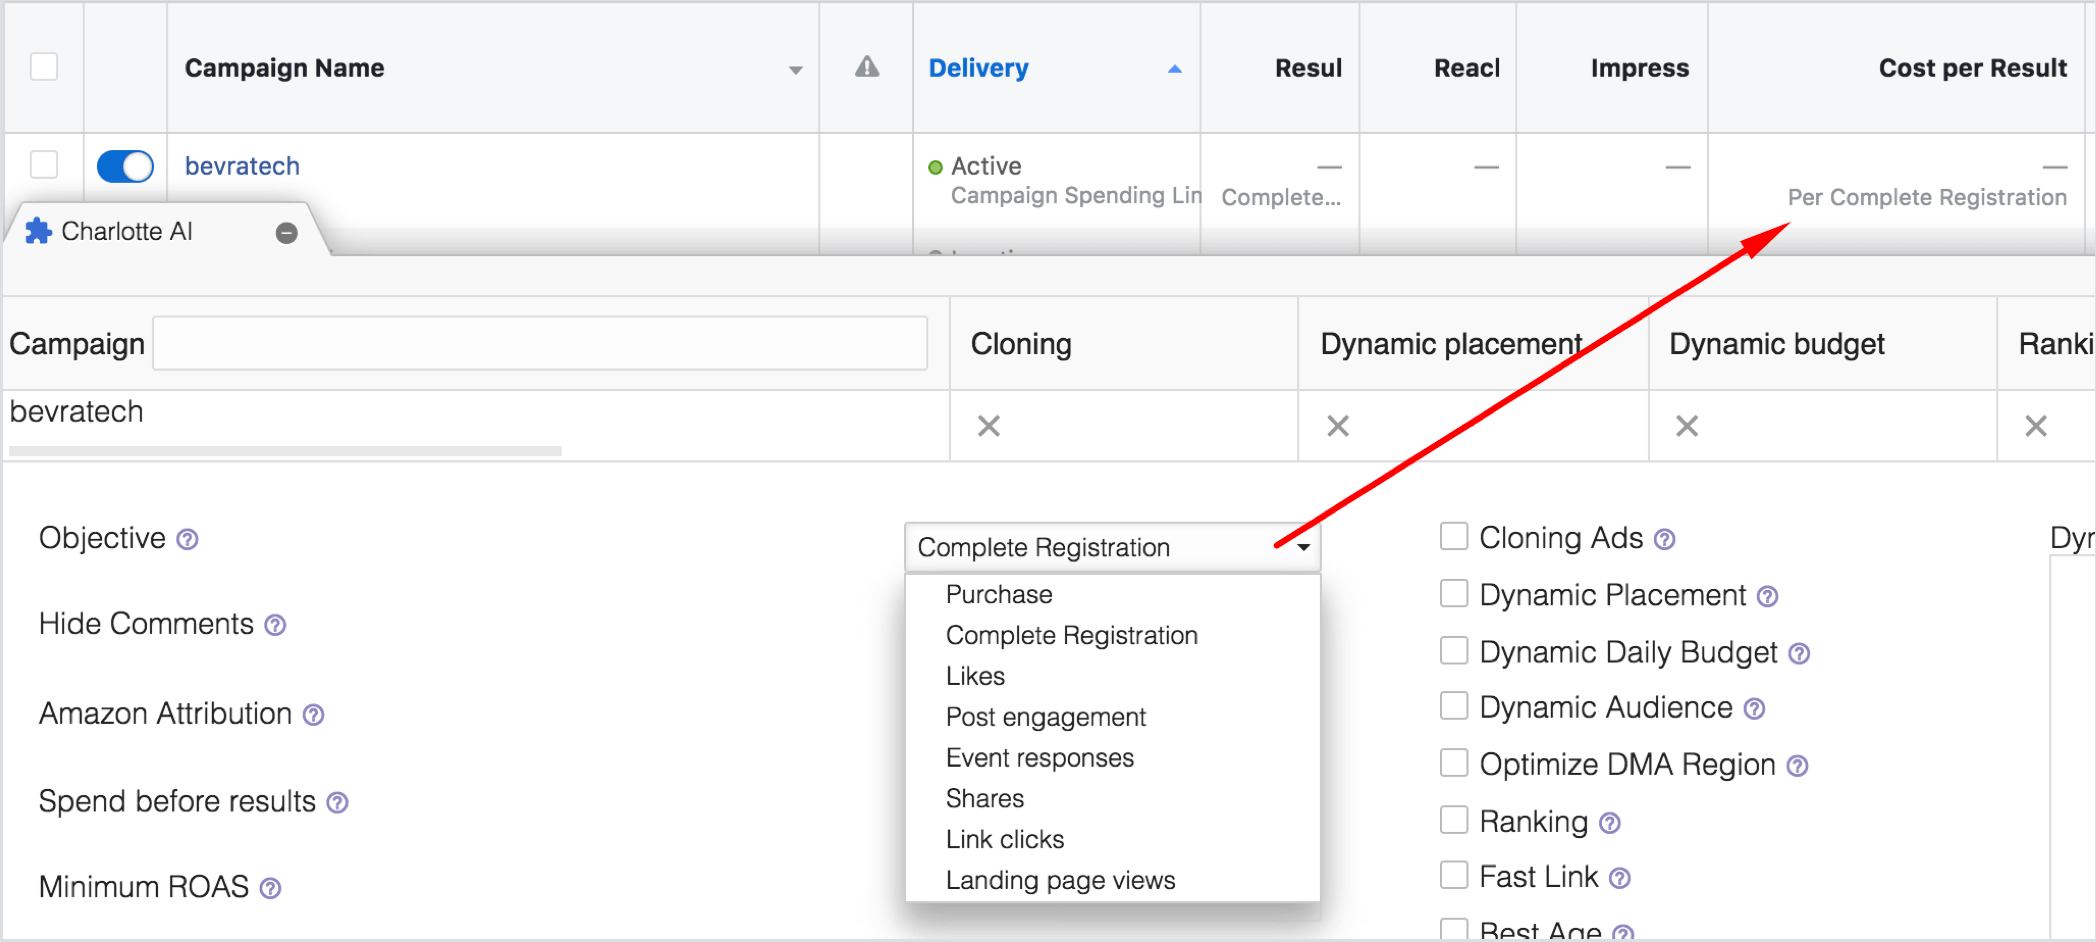 Campaign Name
Delivery
Resul
Reacl
Impress
Cost per Result
bevratech
Active
—
—
—
—
Campaign Spending Lin
Complete...
Per Complete Registration
Charlotte AI
Campaign
Cloning
Dynamic placement
Dynamic budget
Ranki
bevratech
Objective
Complete Registration
Cloning Ads
Dyr
Purchase
Dynamic Placement
Hide Comments
Complete Registration
Dynamic Daily Budget
Likes
Amazon Attribution
Post engagement
Dynamic Audience
Event responses
Optimize DMA Region
Spend before results
Shares
Ranking
Link clicks
Minimum ROAS
Landing page views
Fast Link
Best Age